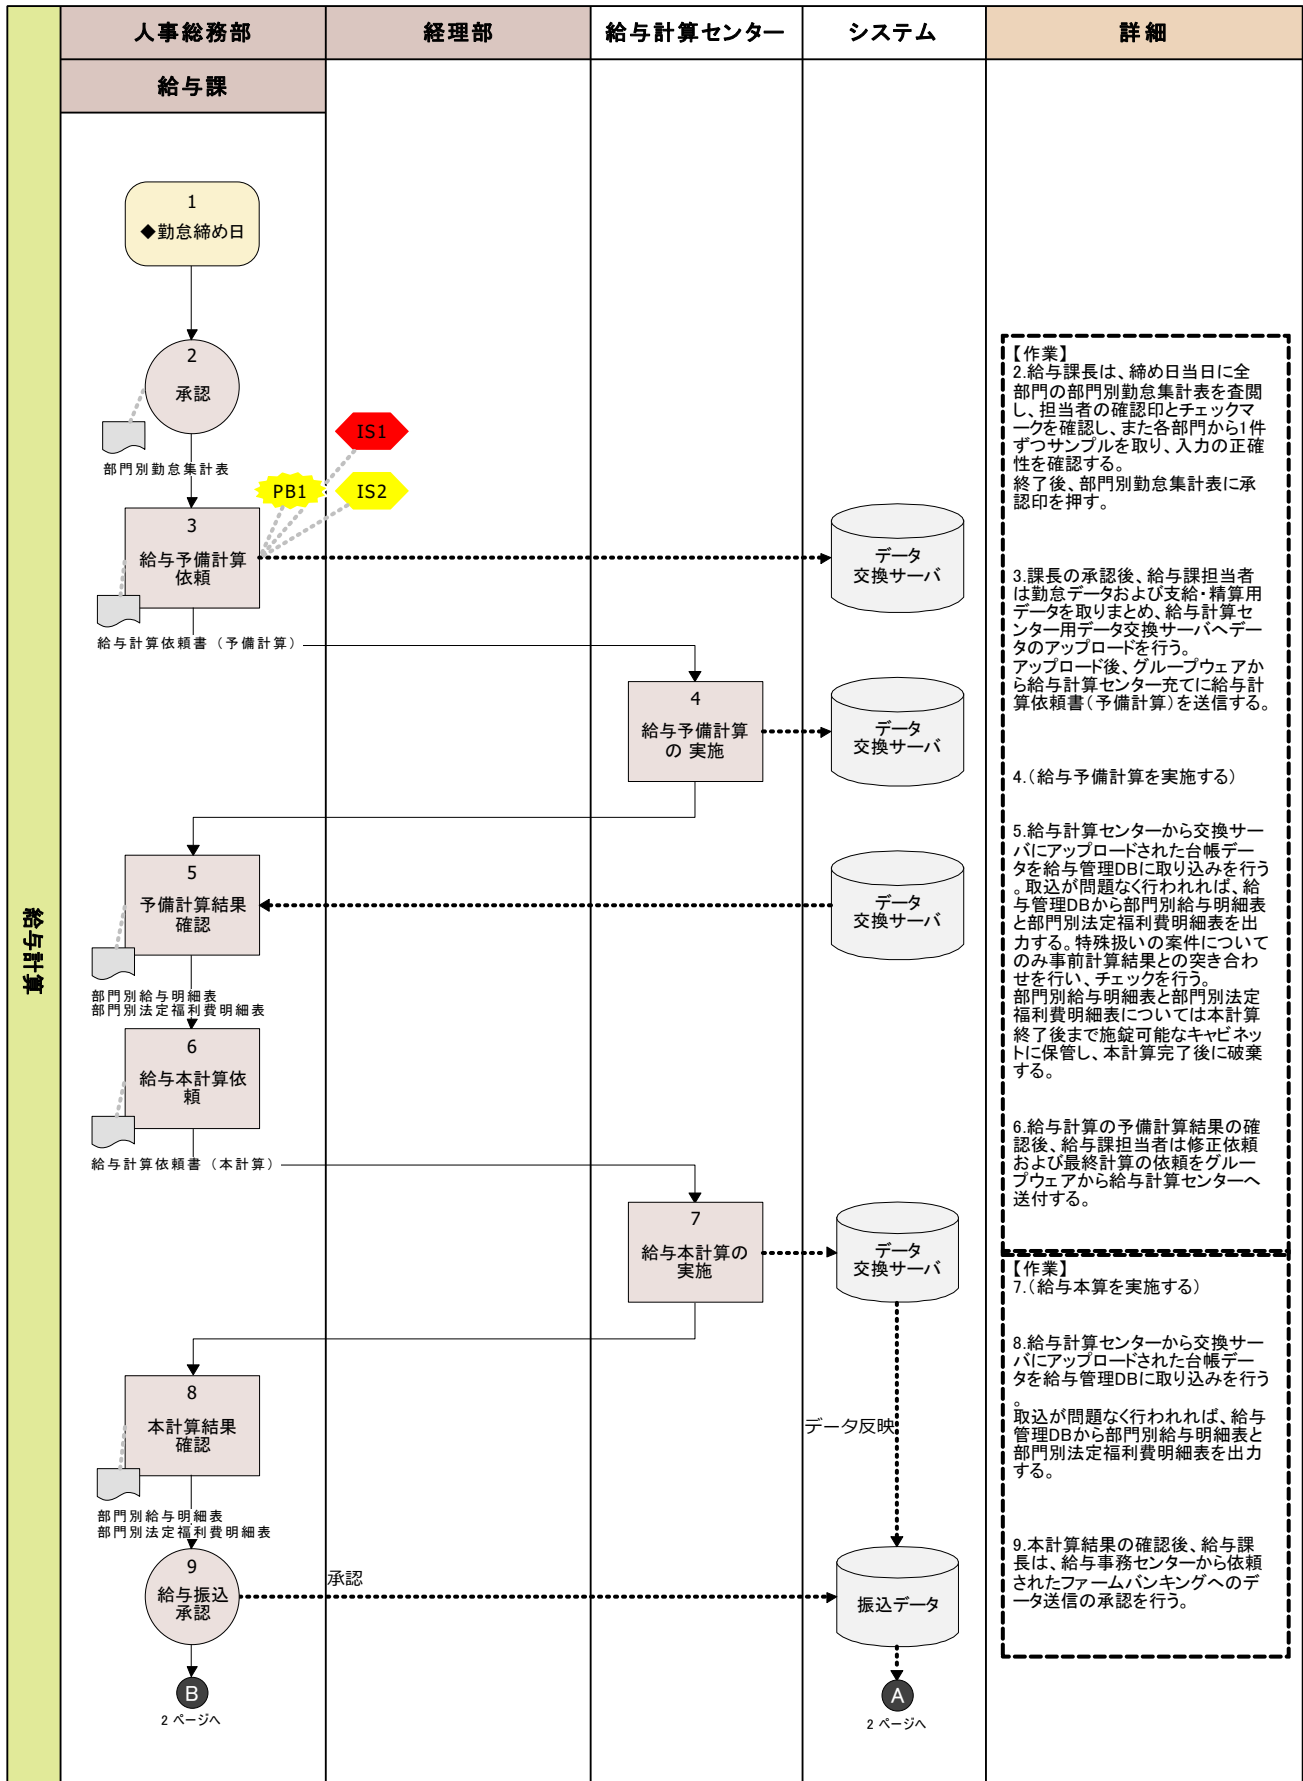 人事総務部
経理部
給与計算センター
システム
詳細
給与課
給与計算
1
◆勤怠締め日
2
承認
部門別勤怠集計表
IS1
PB1
IS2
3
給与予備計算
依頼
データ
交換サーバ
給与計算依頼書（予備計算）
4
給与予備計算
の 実施
データ
交換サーバ
5
予備計算結果
確認
データ
交換サーバ
部門別給与明細表
部門別法定福利費明細表
6
給与本計算依
頼
給与計算依頼書（本計算）
7
給与本計算の
実施
データ
交換サーバ
8
本計算結果
確認
データ反映
部門別給与明細表
部門別法定福利費明細表
9
給与振込
承認
承認
振込データ
B
2 ページへ
A
2 ページへ
【作業】
2.給与課長は、締め日当日に全
部門の部門別勤怠集計表を査閲
し、担当者の確認印とチェックマ
ークを確認し、また各部門から1件
ずつサンプルを取り、入力の正確
性を確認する。
終了後、部門別勤怠集計表に承
認印を押す。
3.課長の承認後、給与課担当者
は勤怠データおよび支給・精算用
データを取りまとめ、給与計算セ
ンター用データ交換サーバへデー
タのアップロードを行う。
アップロード後、グループウェアか
ら給与計算センター充てに給与計
算依頼書（予備計算）を送信する。
4.（給与予備計算を実施する）
5.給与計算センターから交換サー
バにアップロードされた台帳デー
タを給与管理DBに取り込みを行う
。取込が問題なく行われれば、給
与管理DBから部門別給与明細表
と部門別法定福利費明細表を出
力する。特殊扱いの案件について
のみ事前計算結果との突き合わ
せを行い、チェックを行う。
部門別給与明細表と部門別法定
福利費明細表については本計算
終了後まで施錠可能なキャビネッ
トに保管し、本計算完了後に破棄
する。
6.給与計算の予備計算結果の確
認後、給与課担当者は修正依頼
および最終計算の依頼をグルー
プウェアから給与計算センターへ
送付する。
【作業】
7.（給与本算を実施する）
8.給与計算センターから交換サー
バにアップロードされた台帳デー
タを給与管理DBに取り込みを行う
。
取込が問題なく行われれば、給与
管理DBから部門別給与明細表と
部門別法定福利費明細表を出力
する。
9.本計算結果の確認後、給与課
長は、給与事務センターから依頼
されたファームバンキングへのデ
ータ送信の承認を行う。